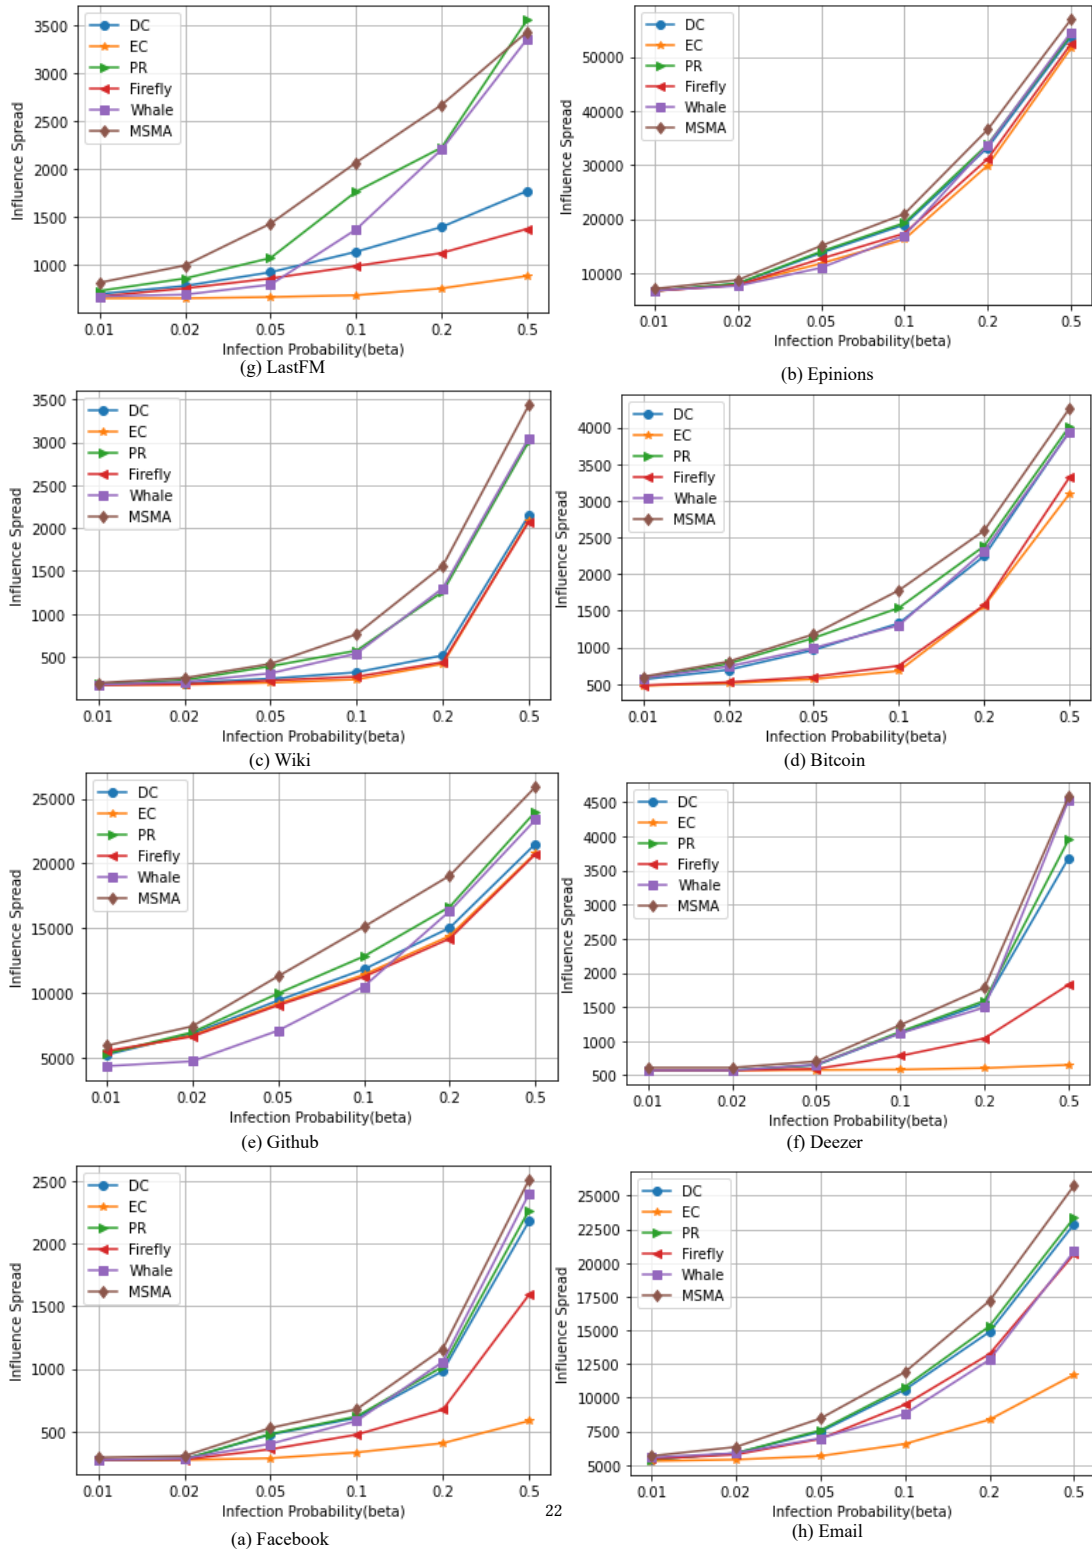 3500
3000
2500
2000
1500
1000
Influence Spread
DC
EC
PR
Firefly
Whale
MSMA
0.01 0.02 0.05 0.1 0.2 0.5
Infection Probability(beta)
(g) LastFM
50000
40000
30000
20000
10000
Influence Spread
DC
EC
PR
Firefly
Whale
MSMA
0.01 0.02 0.05 0.1 0.2 0.5
Infection Probability(beta)
(b) Epinions
3500
3000
2500
2000
1500
1000
500
Influence Spread
DC
EC
PR
Firefly
Whale
MSMA
0.01 0.02 0.05 0.1 0.2 0.5
Infection Probability(beta)
(c) Wiki
4000
3500
3000
2500
2000
1500
1000
500
Influence Spread
DC
EC
PR
Firefly
Whale
MSMA
0.01 0.02 0.05 0.1 0.2 0.5
Infection Probability(beta)
(d) Bitcoin
25000
20000
15000
10000
5000
Influence Spread
DC
EC
PR
Firefly
Whale
MSMA
0.01 0.02 0.05 0.1 0.2 0.5
Infection Probability(beta)
(e) Github
4500
4000
3500
3000
2500
2000
1500
1000
500
Influence Spread
DC
EC
PR
Firefly
Whale
MSMA
0.01 0.02 0.05 0.1 0.2 0.5
Infection Probability(beta)
(f) Deezer
2500
2000
1500
1000
500
Influence Spread
DC
EC
PR
Firefly
Whale
MSMA
0.01 0.02 0.05 0.1 0.2 0.5
Infection Probability(beta)
(a) Facebook
25000
22500
20000
17500
15000
12500
10000
7500
5000
Influence Spread
DC
EC
PR
Firefly
Whale
MSMA
0.01 0.02 0.05 0.1 0.2 0.5
Infection Probability(beta)
(h) Email
22